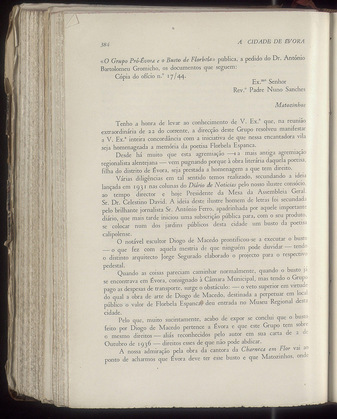 382
A CIDADE DE EVORA
«O Grupo Pró-Évora e o Busto de Florbela» publica, a pedido do Dr. António
Bartolomeu Gromicho, os documentos que seguem:
Cópia do ofício n.º 17/44.
Ex.mo Senhor
Rev.º Padre Nuno Sanches
Matozinhos
Tenho a honra de levar ao conhecimento de V. Ex.ª que, na reunião
extraordinária de 22 do corrente, a direcção deste Grupo resolveu manifestar
a V. Ex.ª inteira concordância com a iniciativa de que nessa encantadora vila
seja homenageada a memória da poetisa Florbela Espanca.
Desde há muito que esta agremiação — a mais antiga agremiação
regionalista alentejana — vem pugnando porque à obra literária daquela poetisa,
filha do distrito de Évora, seja prestada a homenagem a que tem direito.
Várias diligências em tal sentido temos realizado, secundando a ideia
lançada em 1931 nas colunas do Diário de Notícias pelo nosso ilustre consócio,
ao tempo director e hoje Presidente da Mesa da Assembleia Geral,
Sr. Dr. Celestino David. A ideia deste ilustre homem de letras foi secundada
pelo brilhante jornalista Sr. António Ferro, apadrinhada por aquele importante
diário, que mais tarde iniciou uma subscrição pública para, com o seu produto,
se colocar num dos jardins públicos desta cidade um busto da poetisa
calipolense.
O notável escultor Diogo de Macedo prontificou-se a executar o busto
— o que fez com aquela mestria de que ninguém pode duvidar — tendo
o distinto arquitecto Jorge Segurado elaborado o projecto para o respectivo
pedestal.
Quando as coisas pareciam caminhar normalmente, quando o busto já
se encontrava em Évora, consignado à Câmara Municipal, mas tendo o Grupo
pago as despesas de transporte, surge o obstáculo: — o veto superior em virtude
do qual a obra de arte de Diogo de Macedo, destinada a perpetuar em local
público o valor de Florbela Espanca deu entrada no Museu Regional desta
cidade.
Pelo que, muito sucintamente, acabo de expor se conclui que o busto
feito por Diogo de Macedo pertence a Évora e que este Grupo tem sobre
o mesmo direitos — aliás reconhecidos pelo autor em sua carta de 2 de
Outubro de 1936 — direitos esses de que não pode abdicar.
A nossa admiração pela obra da cantora da Charneca em Flor vai ao
ponto de acharmos que Évora deve ter este busto e que Matozinhos, onde